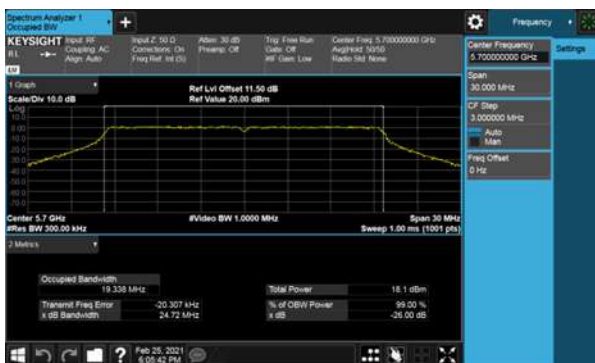 Spectrum Analyzer 1
Occupied BW
+
Frequency
KEYSIGHT
Input: RF
Input Z: 50 Ω
Atten: 30 dB
Trig: Free Run
Center Freq: 5.700000000 GHz
R L
Coupling: AC
Corrections: On
Preamp: Off
Gate: Off
Avg|Hold: 50/50
Align: Auto
Freq Ref: Int (S)
#IF Gain: Low
Radio Std: None
Center Frequency
5.700000000 GHz
Settings
Span
30.000 MHz
CF Step
3.000000 MHz
Auto
Man
Freq Offset
0 Hz
1 Graph
Ref Lvl Offset 11.50 dB
Scale/Div 10.0 dB
Ref Value 20.00 dBm
Log
10.0
0.00
Center 5.7 GHz
#Video BW 1.0000 MHz
Span 30 MHz
#Res BW 300.00 kHz
Sweep 1.00 ms (1001 pts)
2 Metrics
Occupied Bandwidth
19.338 MHz
Total Power
18.1 dBm
Transmit Freq Error
-20.307 kHz
% of OBW Power
99.00 %
x dB Bandwidth
24.72 MHz
x dB
-26.00 dB
?
Feb 25, 2021
6:05:42 PM